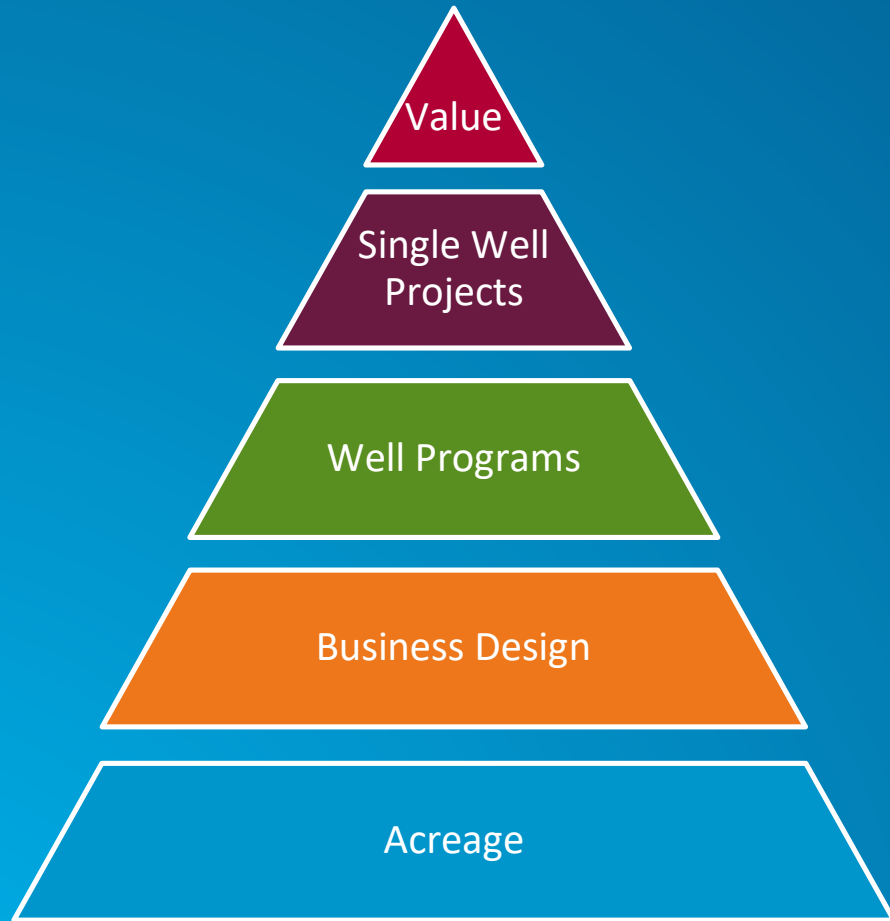 Value
Single Well
Projects
Well Programs
Business Design
Acreage